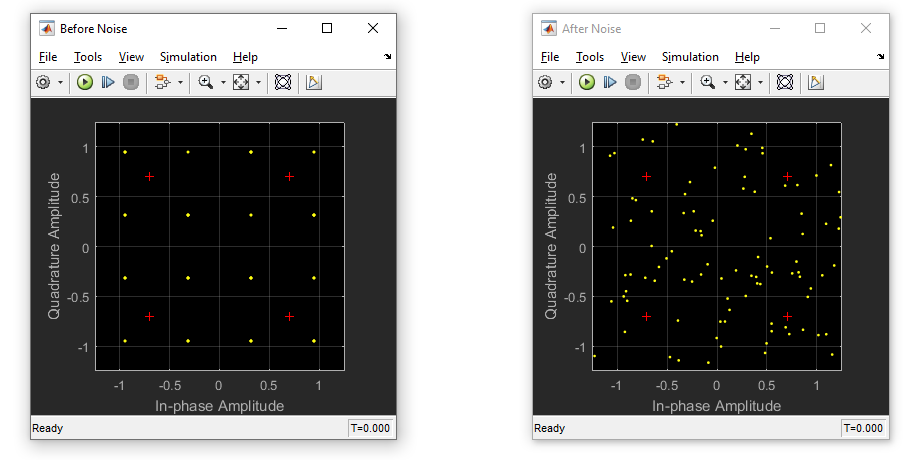 Before Noise
File Tools View Simulation Help
1
0.5
0
-0.5
-1
Quadrature Amplitude
-1 -0.5 0 0.5 1
In-phase Amplitude
Ready T=0.000
After Noise
File Tools View Simulation Help
1
0.5
0
-0.5
-1
Quadrature Amplitude
-1 -0.5 0 0.5 1
In-phase Amplitude
Ready T=0.000